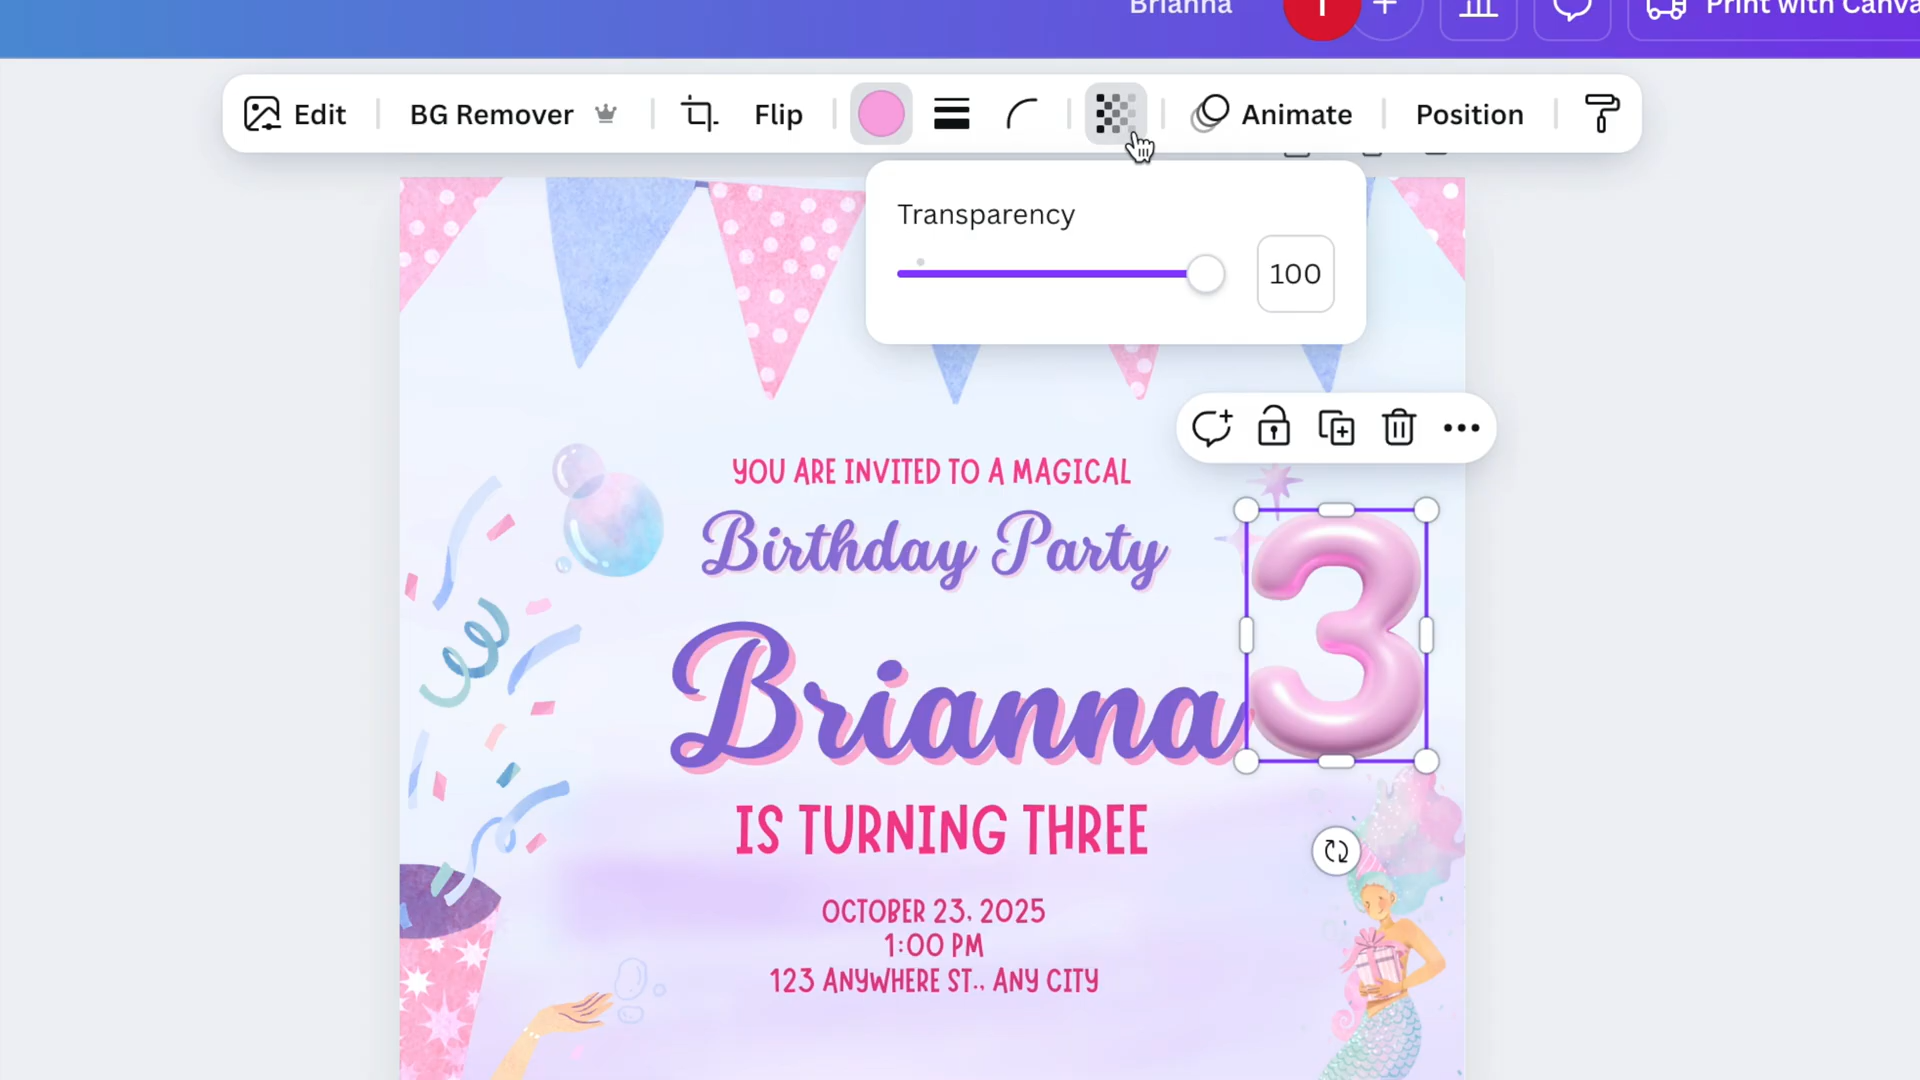 Brianna
Print with Canva
Edit
BG Remover
Flip
Animate
Position
Transparency
100
YOU ARE INVITED TO A MAGICAL
Birthday Party
3
Brianna
IS TURNING THREE
OCTOBER 23, 2025
1:00 PM
123 ANYWHERE ST., ANY CITY